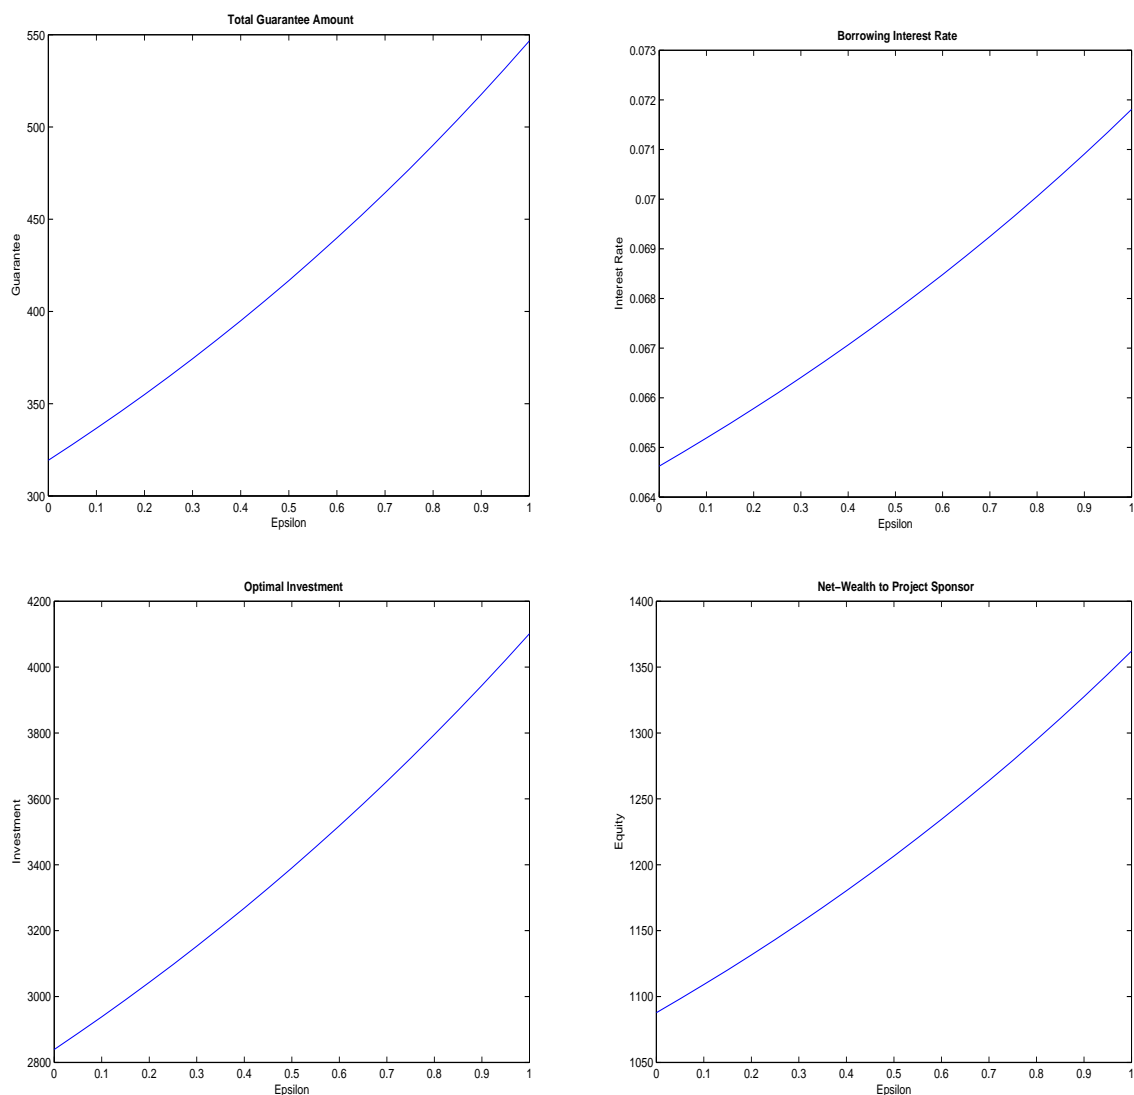 Total Guarantee Amount
550
500
450
400
350
300
Guarantee
0 0.1 0.2 0.3 0.4 0.5 0.6 0.7 0.8 0.9 1
Epsilon
Borrowing Interest Rate
0.073
0.072
0.071
0.07
0.069
0.068
0.067
0.066
0.065
0.064
Interest Rate
0 0.1 0.2 0.3 0.4 0.5 0.6 0.7 0.8 0.9 1
Epsilon
Optimal Investment
4200
4000
3800
3600
3400
3200
3000
2800
Investment
0 0.1 0.2 0.3 0.4 0.5 0.6 0.7 0.8 0.9 1
Epsilon
Net−Wealth to Project Sponsor
1400
1350
1300
1250
1200
1150
1100
1050
Equity
0 0.1 0.2 0.3 0.4 0.5 0.6 0.7 0.8 0.9 1
Epsilon